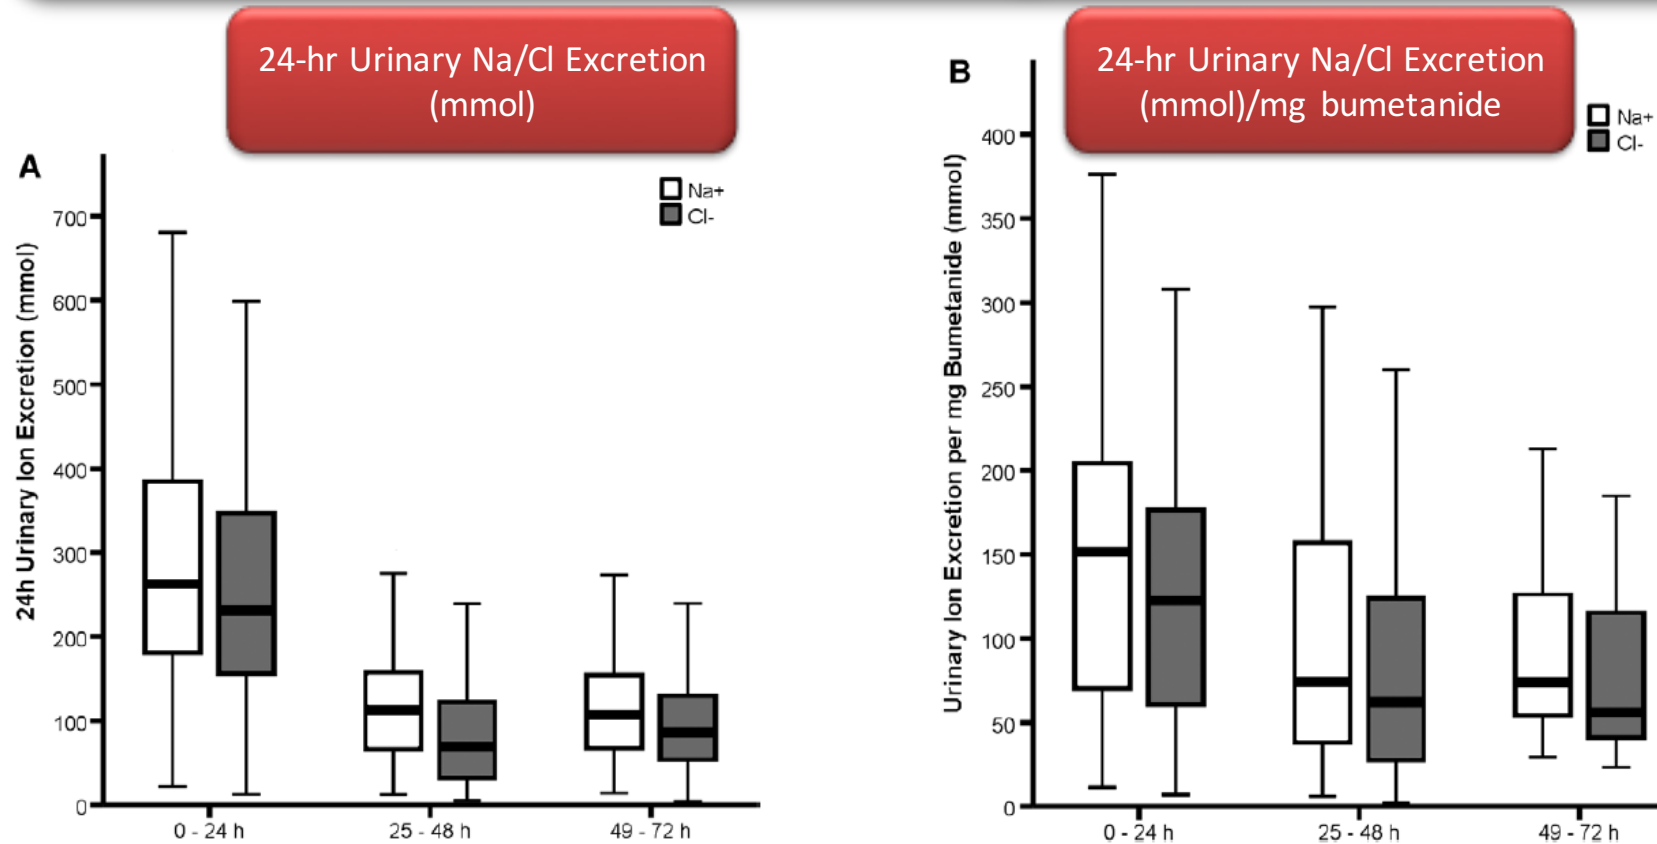 24-hr Urinary Na/Cl Excretion
(mmol)
A
Na+
Cl-
24h Urinary Ion Excretion (mmol)
700
600
500
400
300
200
100
0
0 - 24 h
25 - 48 h
49 - 72 h
24-hr Urinary Na/Cl Excretion
(mmol)/mg bumetanide
B
Na+
Cl-
Urinary Ion Excretion per mg Bumetanide (mmol)
400
350
300
250
200
150
100
50
0
0 - 24 h
25 - 48 h
49 - 72 h